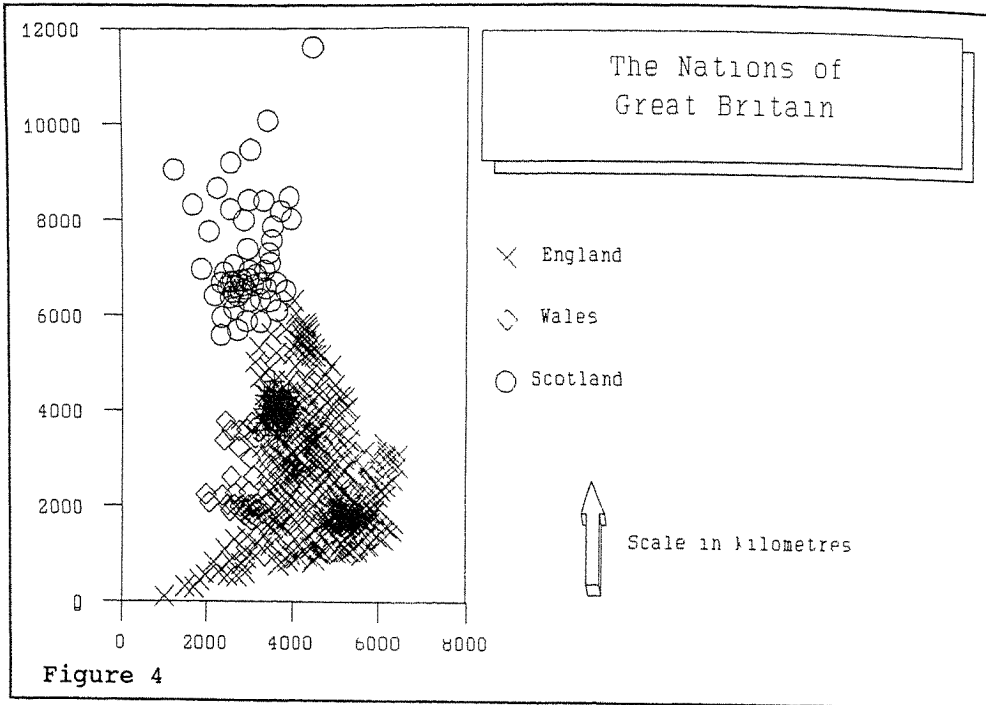 The Nations of
Great Britain
12000
10000
8000
6000
4000
2000
0
0
2000
4000
6000
8000
England
Wales
Scotland
Scale in kilometres
Figure 4